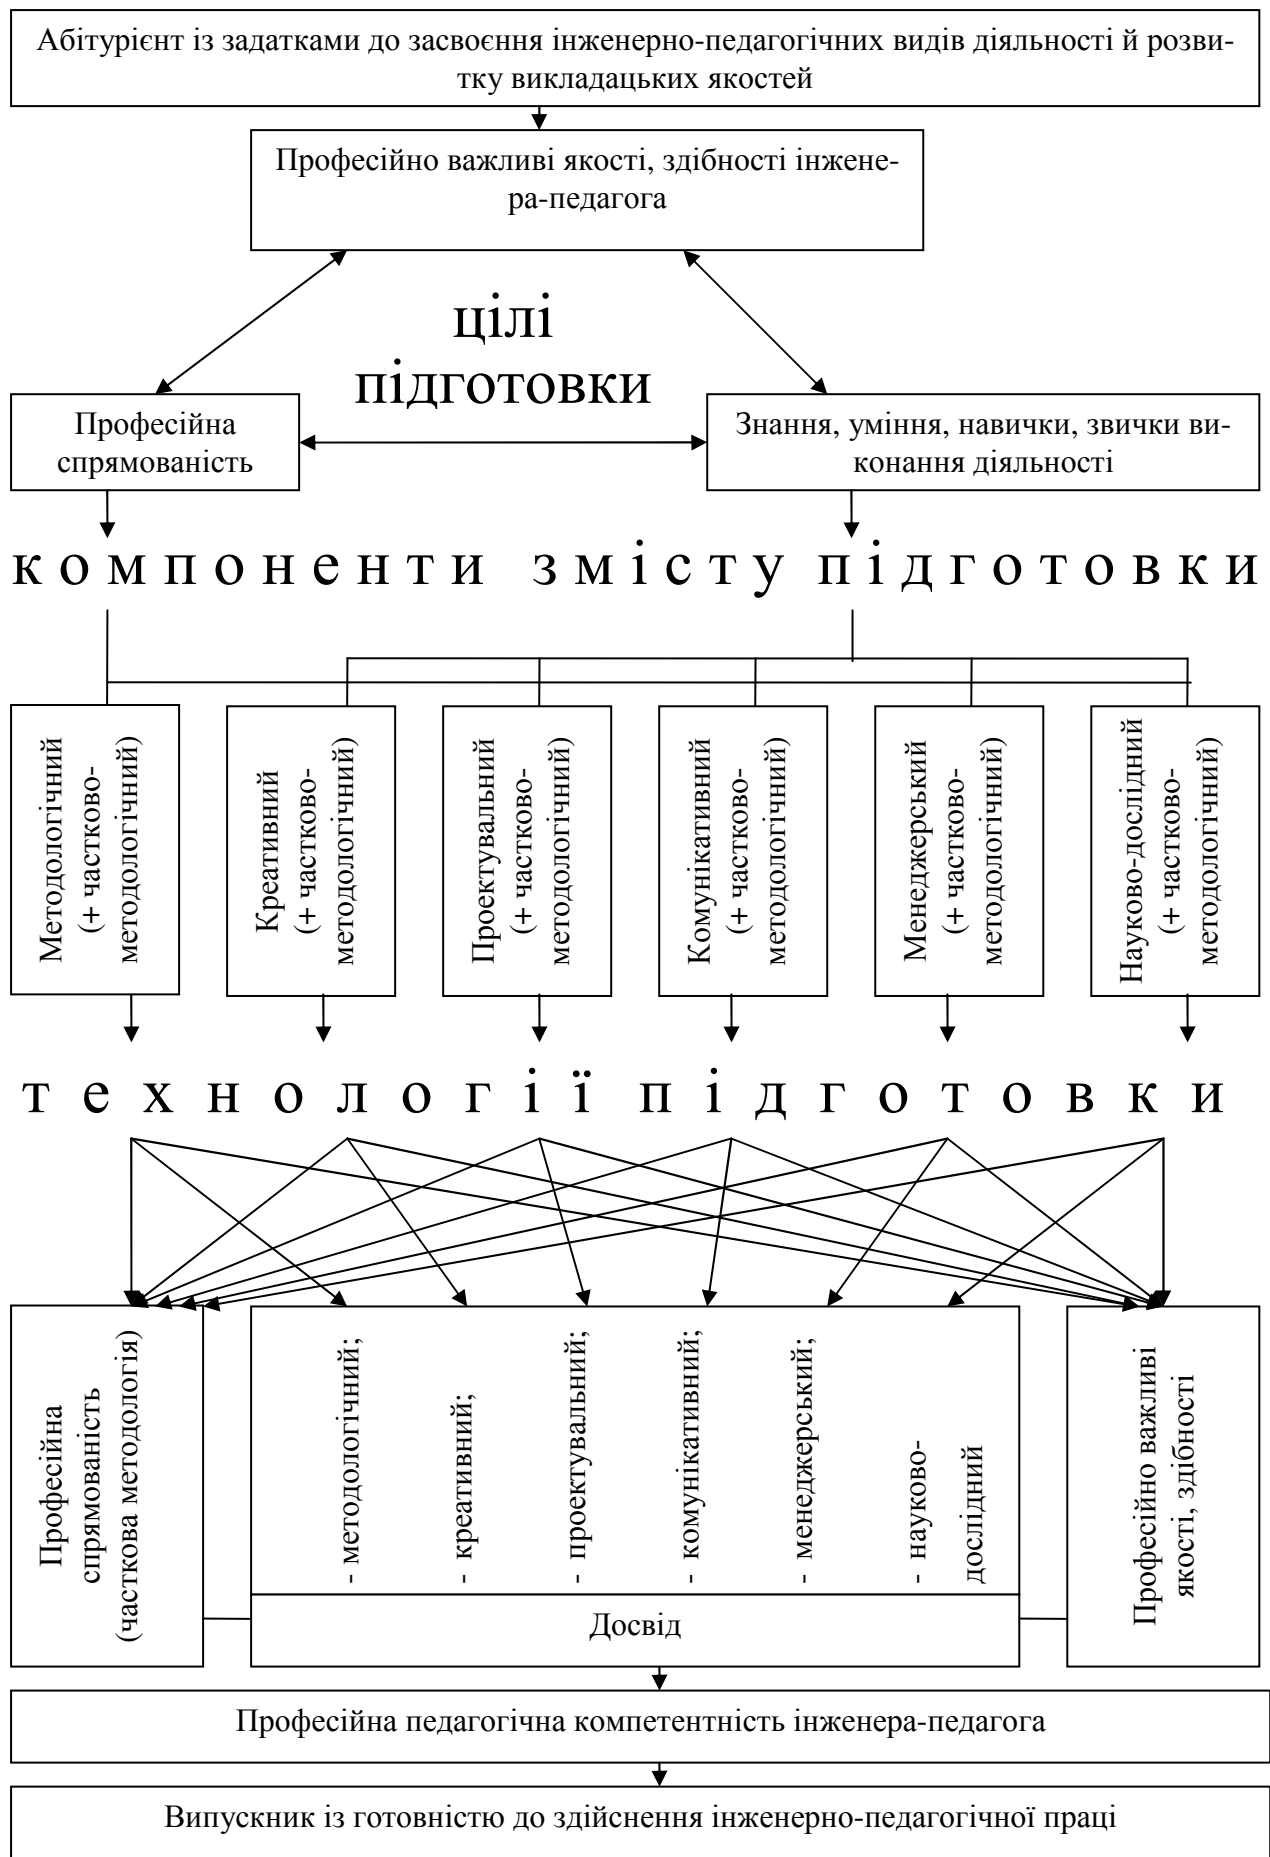 Абітурієнт із задатками до засвоєння інженерно-педагогічних видів діяльності й розви-
тку викладацьких якостей
Професійно важливі якості, здібності інжене-
ра-педагога
цілі
підготовки
Професійна
спрямованість
Знання, уміння, навички, звички ви-
конання діяльності
компоненти змісту підготовки
Методологічний
(+ частково-
методологічний)
Креативний
(+ частково-
методологічний)
Проектувальний
(+ частково-
методологічний)
Комунікативний
(+ частково-
методологічний)
Менеджерський
(+ частково-
методологічний)
Науково-дослідний
(+ частково-
методологічний)
технології підготовки
Професійна
спрямованість
(часткова методологія)
- методологічний;
- креативний;
- проектувальний;
- комунікативний;
- менеджерський;
- науково-
дослідний
Досвід
Професійно важливі
якості, здібності
Професійна педагогічна компетентність інженера-педагога
Випускник із готовністю до здійснення інженерно-педагогічної праці